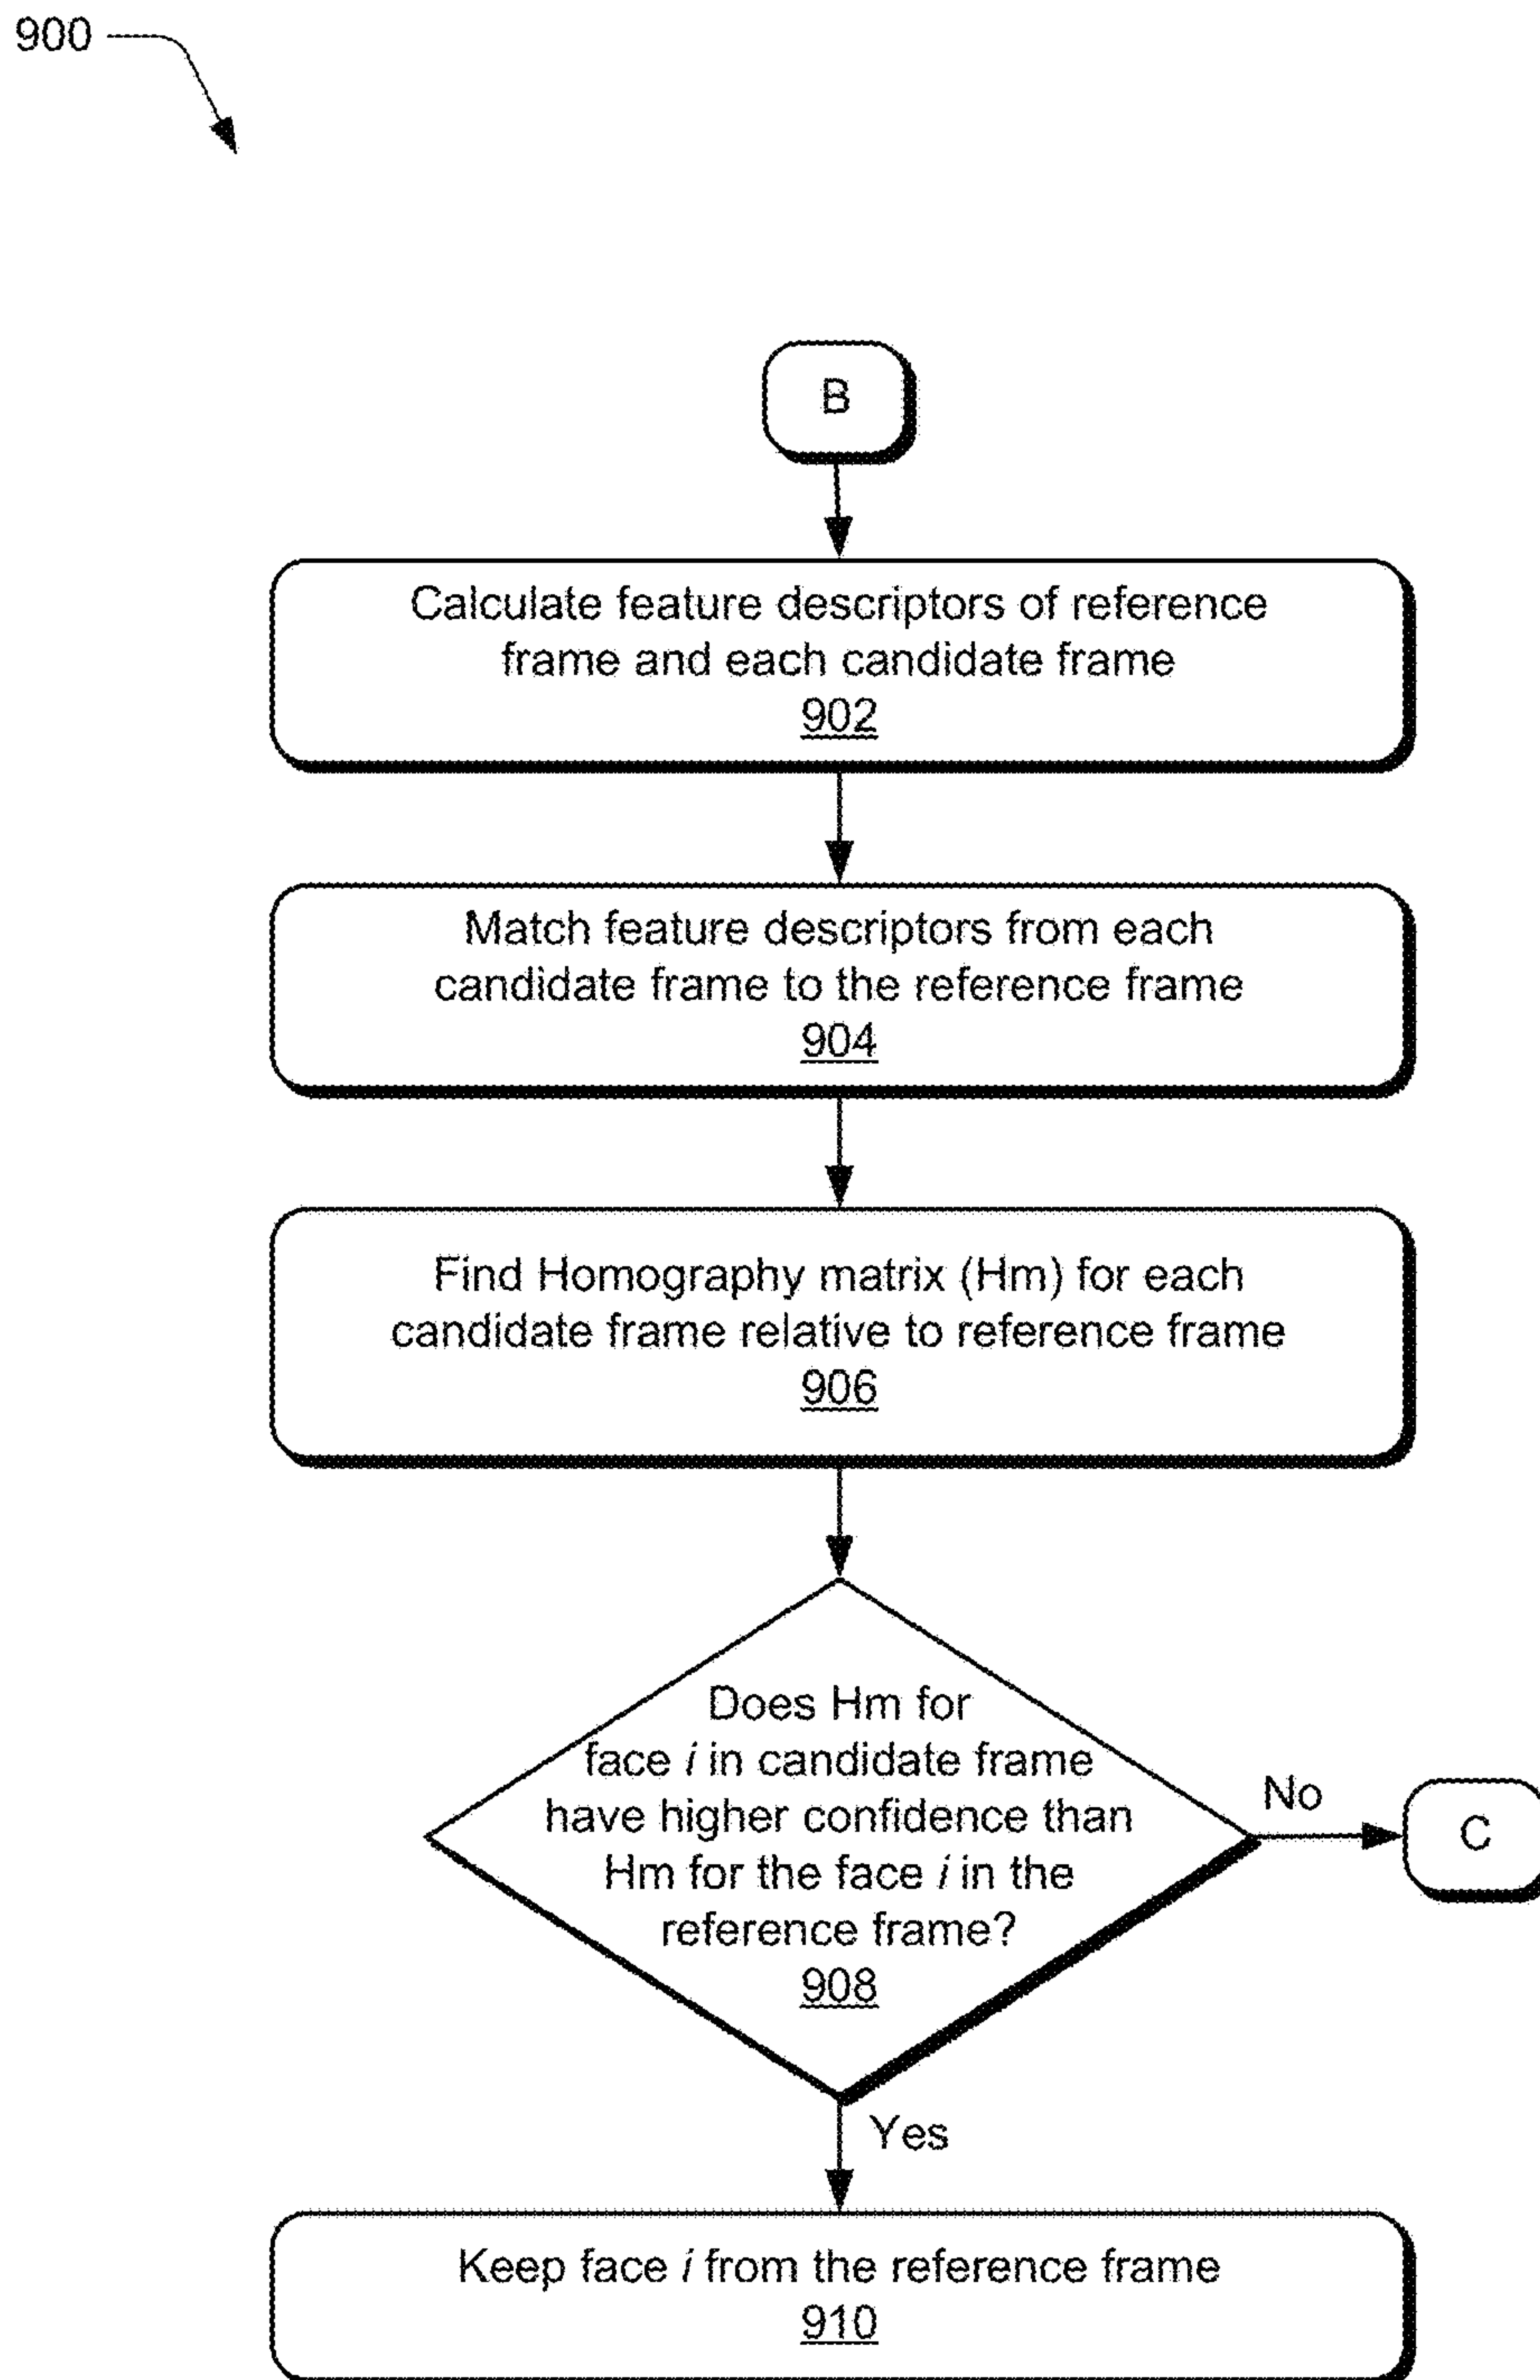 900
B
Calculate feature descriptors of reference
frame and each candidate frame
902
Match feature descriptors from each
candidate frame to the reference frame
904
Find Homography matrix (Hm) for each
candidate frame relative to reference frame
906
Does Hm for
face i in candidate frame
have higher confidence than
Hm for the face i in the
reference frame?
908
No
C
Yes
Keep face i from the reference frame
910